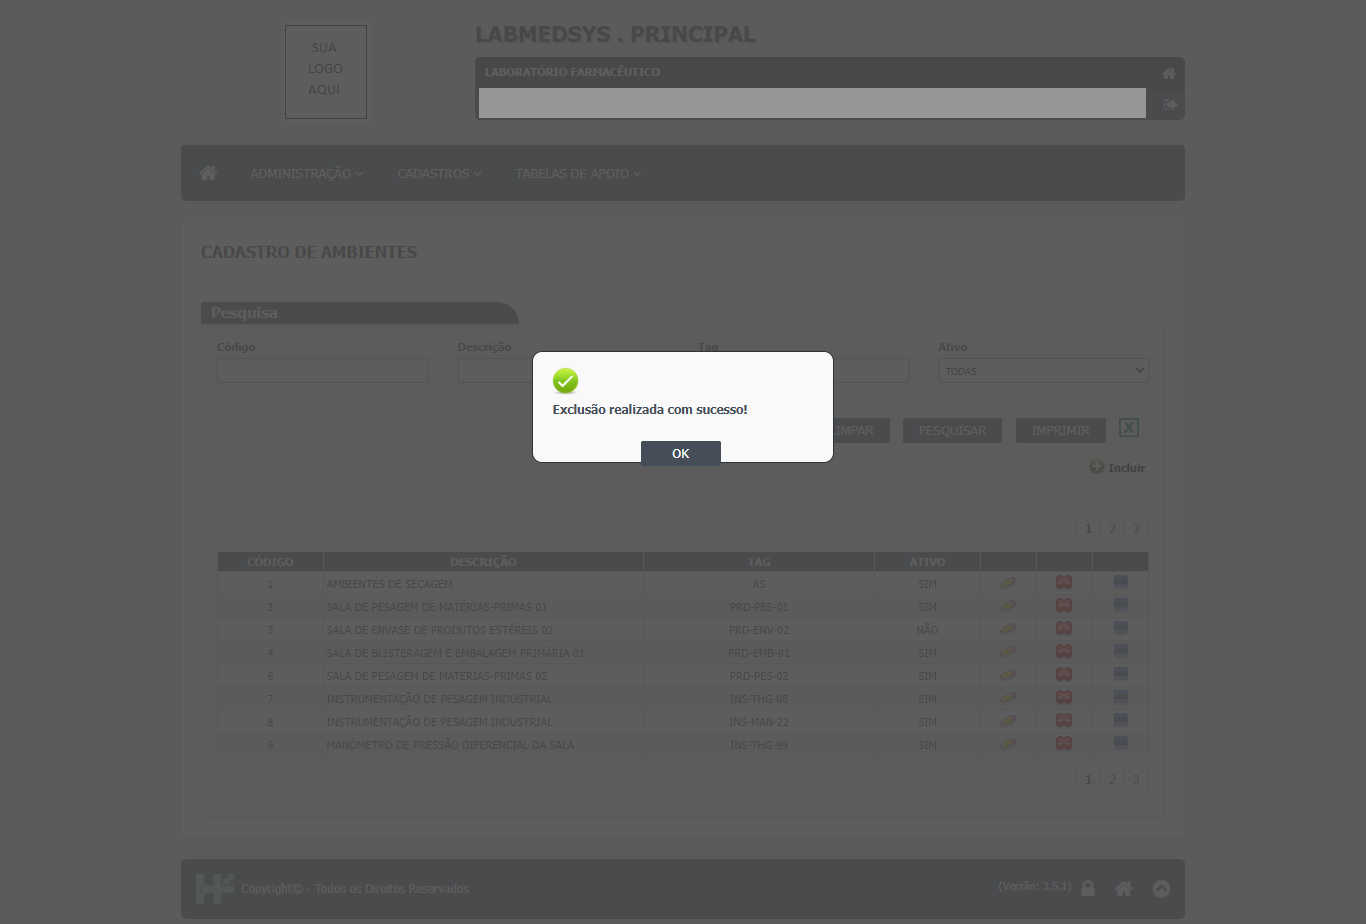 SUA
LOGO
AQUI
LABMEDSYS . PRINCIPAL
LABORATÓRIO FARMACÊUTICO
ADMINISTRAÇÃO CADASTROS TABELAS DE APOIO
CADASTRO DE AMBIENTES
Pesquisa
Código Descrição Tag Ativo
TODAS
Exclusão realizada com sucesso!
OK
IMPAR PESQUISAR IMPRIMIR X
Incluir
1 2 3
CÓDIGO DESCRIÇÃO TAG ATIVO
1 AMBIENTES DE SECAGEM AS SIM
2 SALA DE PESAGEM DE MATÉRIAS-PRIMAS 01 PRD-PES-01 SIM
3 SALA DE ENVASE DE PRODUTOS ESTÉREIS 02 PRD-ENV-02 NÃO
4 SALA DE BLISTERAGEM E EMBALAGEM PRIMÁRIA 01 PRD-EMB-01 SIM
6 SALA DE PESAGEM DE MATÉRIAS-PRIMAS 02 PRD-PES-02 SIM
7 INSTRUMENTAÇÃO DE PESAGEM INDUSTRIAL INS-THG-08 SIM
8 INSTRUMENTAÇÃO DE PESAGEM INDUSTRIAL INS-MAN-22 SIM
9 MANÔMETRO DE PRESSÃO DIFERENCIAL DA SALA INS-THG-99 SIM
1 2 3
Copyright© - Todos os Direitos Reservados (Versão: 3.5.1)